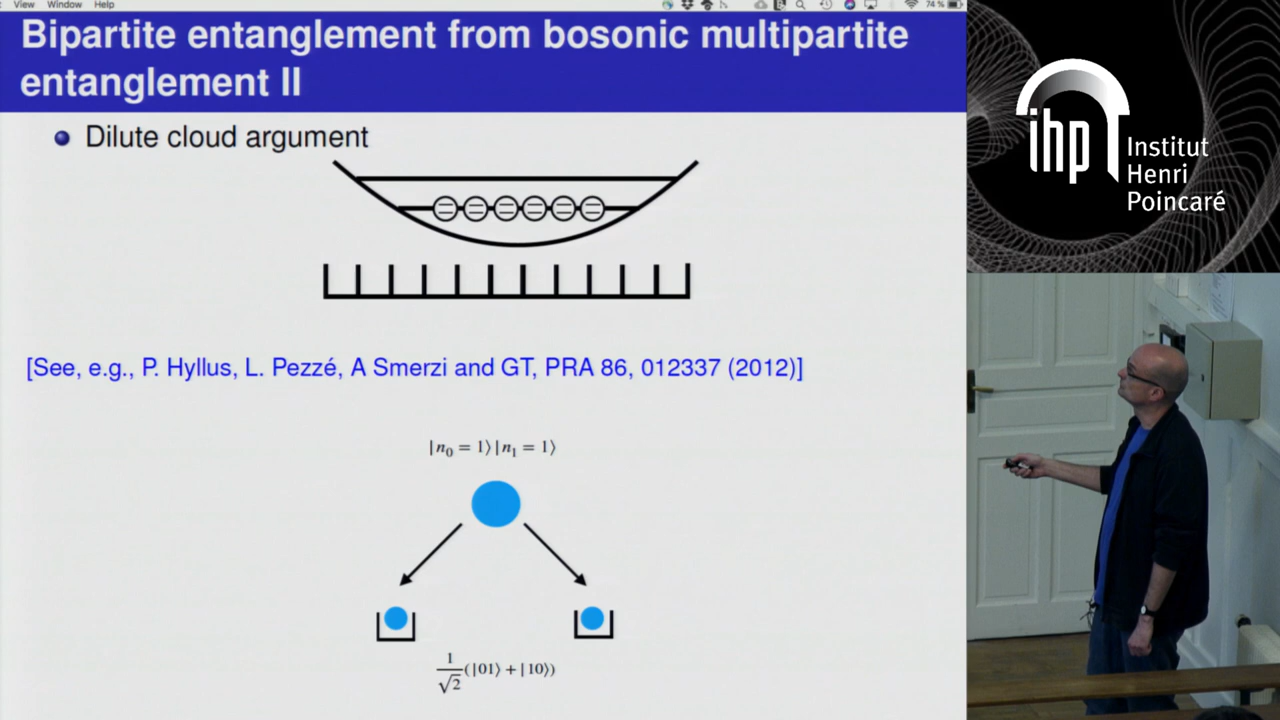 View Window Help
74 %
Bipartite entanglement from bosonic multipartite
entanglement II
Dilute cloud argument
[See, e.g., P. Hyllus, L. Pezzé, A Smerzi and GT, PRA 86, 012337 (2012)]
|n₀ = 1⟩|n₁ = 1⟩
1/√2 (|01⟩ + |10⟩)
ihp
Institut
Henri
Poincaré